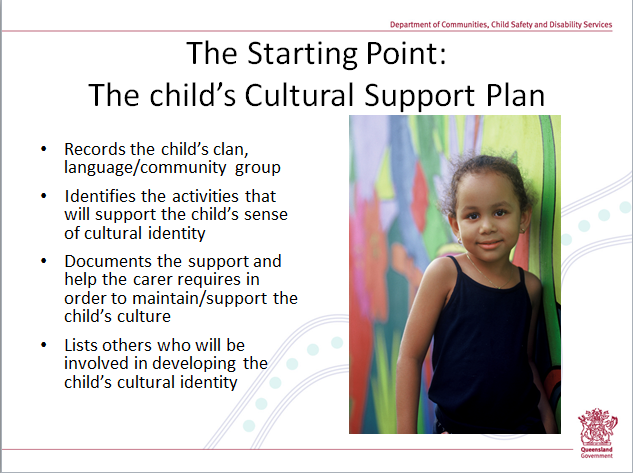 Department of Communities, Child Safety and Disability Services
The Starting Point:
The child's Cultural Support Plan
• Records the child's clan,
language/community group
• Identifies the activities that
will support the child's sense
of cultural identity
• Documents the support and
help the carer requires in
order to maintain/support the
child's culture
• Lists others who will be
involved in developing the
child's cultural identity
Queensland
Government